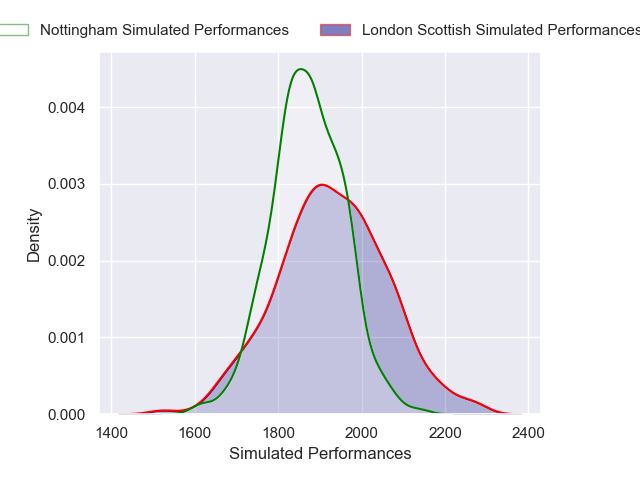 Nottingham Simulated Performances
London Scottish Simulated Performances
0.004
0.003
0.002
0.001
0.000
Density
1400 1600 1800 2000 2200 2400
Simulated Performances